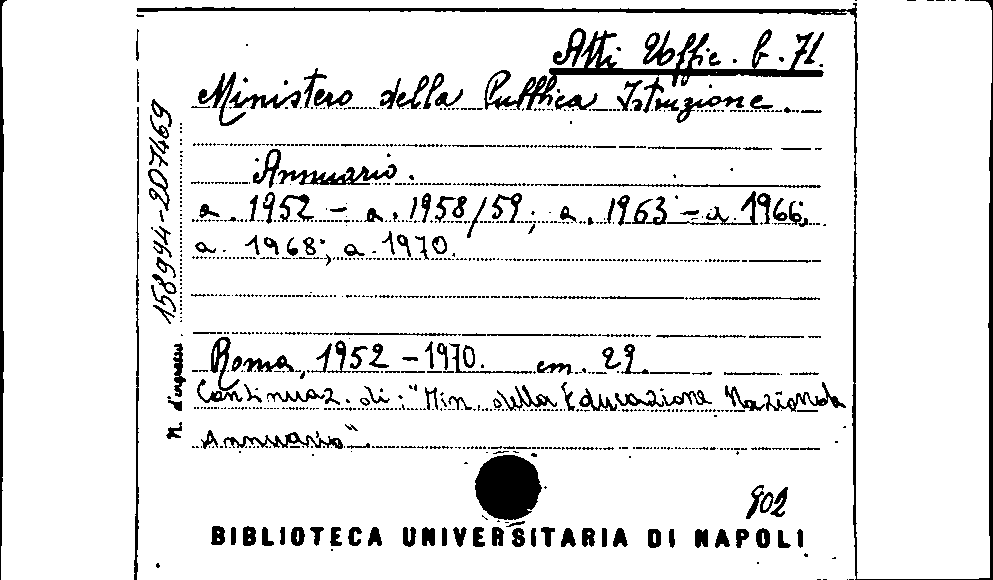 Atti Uffic. b. 71.
Ministero della Pubblica Istruzione.
Annuario.
a. 1952 - a. 1958/59; a. 1963 - a. 1966;
a. 1968; a. 1970.
Roma, 1952 - 1970. cm. 29.
Continuaz. di: "Min. della Educazione Nazionale
Annuario".
902
BIBLIOTECA UNIVERSITARIA DI NAPOLI
N. d'ingresso 158994-207469